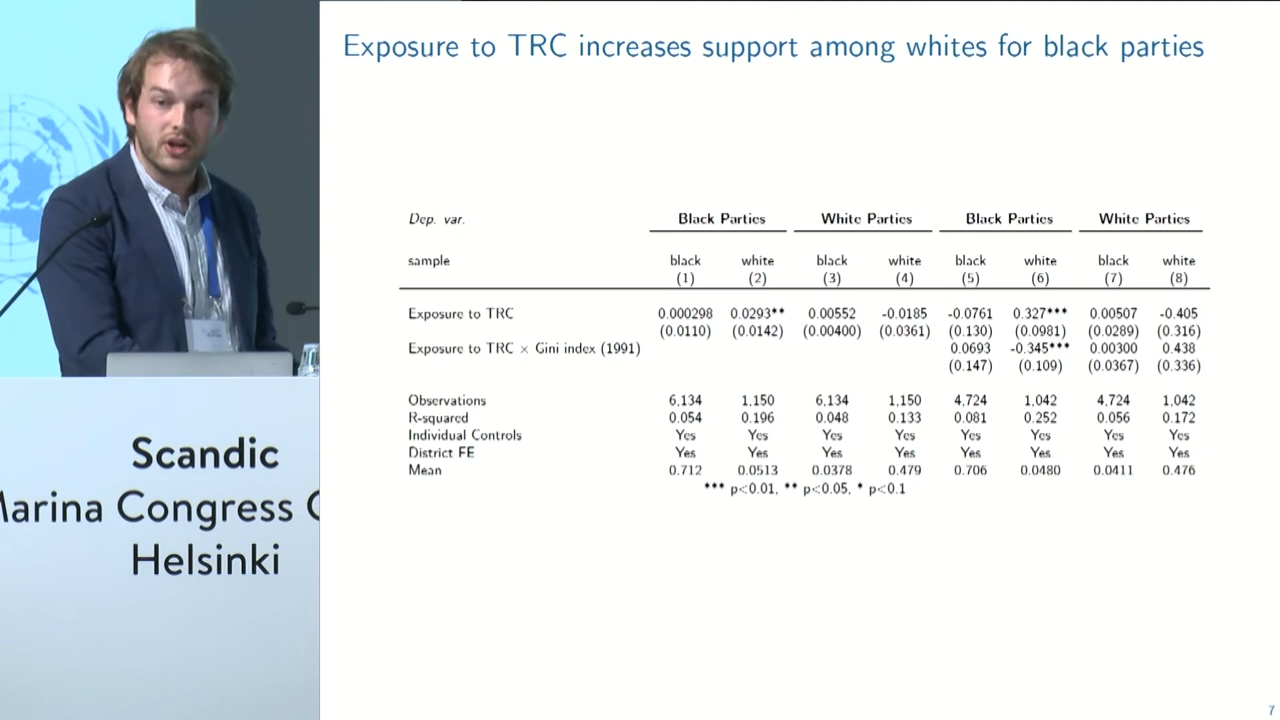 Exposure to TRC increases support among whites for black parties
Dep. var. Black Parties White Parties Black Parties White Parties
sample black white black white black white black white
(1) (2) (3) (4) (5) (6) (7) (8)
Exposure to TRC 0.000298 0.0293** 0.00552 -0.0185 -0.0761 0.327*** 0.00507 -0.405
(0.0110) (0.0142) (0.00400) (0.0361) (0.130) (0.0981) (0.0289) (0.316)
Exposure to TRC × Gini index (1991) 0.0693 -0.345*** 0.00300 0.438
(0.147) (0.109) (0.0367) (0.336)
Observations 6,134 1,150 6,134 1,150 4,724 1,042 4,724 1,042
R-squared 0.054 0.196 0.048 0.133 0.081 0.252 0.056 0.172
Individual Controls Yes Yes Yes Yes Yes Yes Yes Yes
District FE Yes Yes Yes Yes Yes Yes Yes Yes
Mean 0.712 0.0513 0.0378 0.479 0.706 0.0480 0.0411 0.476
*** p<0.01, ** p<0.05, * p<0.1
7
Scandic
Marina Congress C
Helsinki